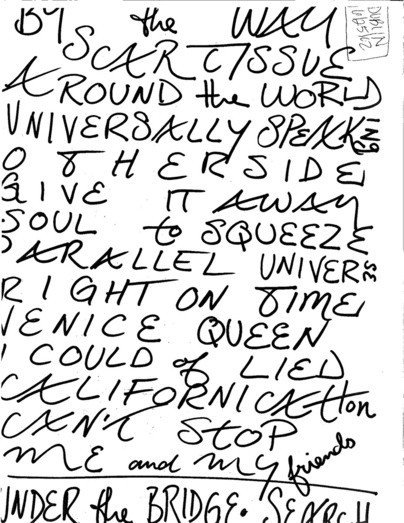 BY the WAY
DUBLIN
SCAR TISSUE
AROUND the WORLD
UNIVERSALLY SPEAKING
OTHERSIDE
GIVE IT AWAY
SOUL to SQUEEZE
PARALLEL UNIVERSE
RIGHT ON TIME
VENICE QUEEN
I COULD of LIED
CALIFORNICAtIon
CAN'T STOP
ME and MY friends
UNDER the BRIDGE. SEARCH